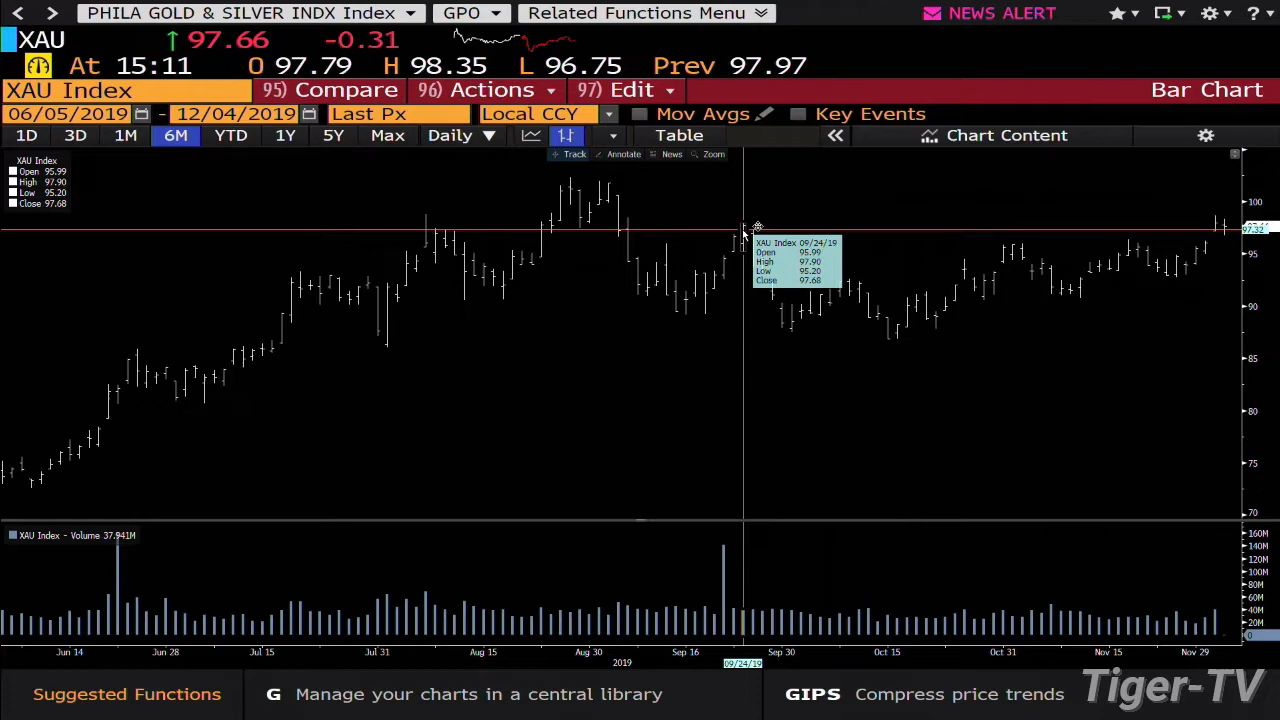 PHILA GOLD & SILVER INDX Index GPO Related Functions Menu NEWS ALERT
XAU ↑ 97.66 -0.31
At 15:11 O 97.79 H 98.35 L 96.75 Prev 97.97
XAU Index 95) Compare 96) Actions 97) Edit Bar Chart
06/05/2019 - 12/04/2019 Last Px Local CCY Mov Avgs Key Events
1D 3D 1M 6M YTD 1Y 5Y Max Daily ▼ Table « Chart Content
Track Annotate News Zoom
XAU Index
Open 95.99
High 97.90
Low 95.20
Close 97.68
XAU Index 09/24/19
Open 95.99
High 97.90
Low 95.20
Close 97.68
100
97.32
95
90
85
80
75
70
XAU Index - Volume 37.941M
160M
140M
120M
100M
80M
60M
40M
20M
0
Jun 14 Jun 28 Jul 15 Jul 31 Aug 15 Aug 30 Sep 16 09/24/19 Sep 30 Oct 15 Oct 31 Nov 15 Nov 29
2019
Suggested Functions G Manage your charts in a central library GIPS Compress price trends
Tiger-TV